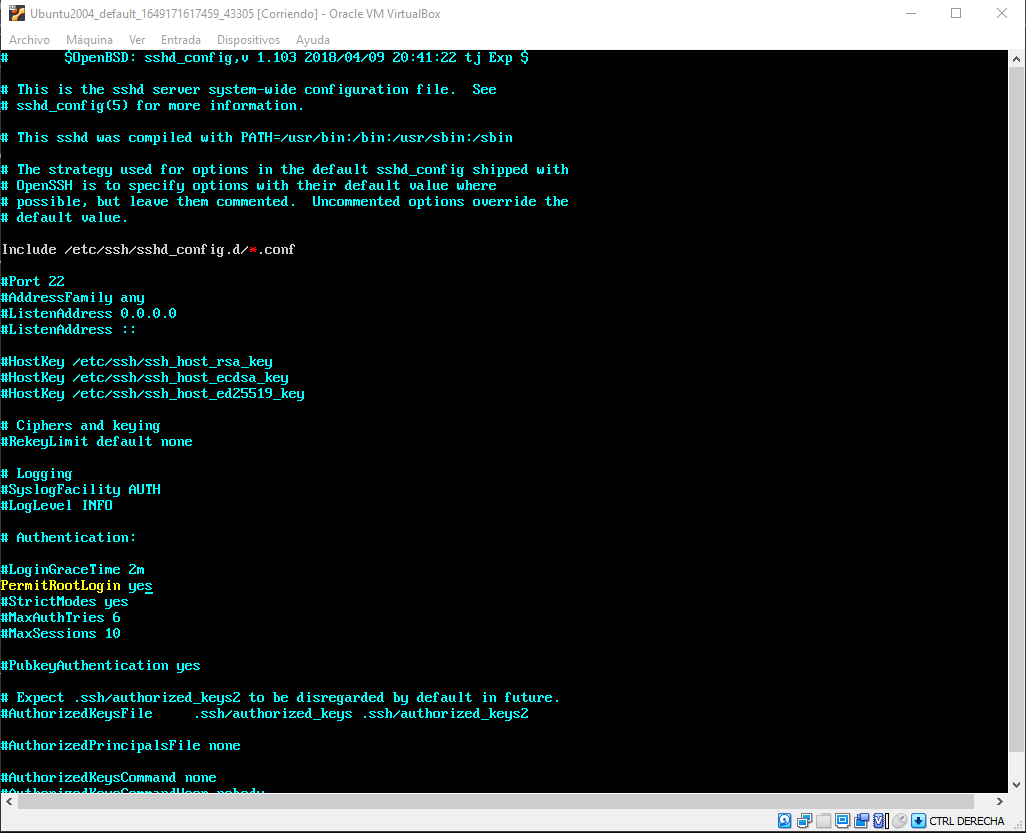 Ubuntu2004_default_1649171617459_43305 [Corriendo] - Oracle VM VirtualBox
Archivo Máquina Ver Entrada Dispositivos Ayuda
#       $OpenBSD: sshd_config,v 1.103 2018/04/09 20:41:22 tj Exp $
# This is the sshd server system-wide configuration file.  See
# sshd_config(5) for more information.
# This sshd was compiled with PATH=/usr/bin:/bin:/usr/sbin:/sbin
# The strategy used for options in the default sshd_config shipped with
# OpenSSH is to specify options with their default value where
# possible, but leave them commented.  Uncommented options override the
# default value.
Include /etc/ssh/sshd_config.d/*.conf
#Port 22
#AddressFamily any
#ListenAddress 0.0.0.0
#ListenAddress ::
#HostKey /etc/ssh/ssh_host_rsa_key
#HostKey /etc/ssh/ssh_host_ecdsa_key
#HostKey /etc/ssh/ssh_host_ed25519_key
# Ciphers and keying
#RekeyLimit default none
# Logging
#SyslogFacility AUTH
#LogLevel INFO
# Authentication:
#LoginGraceTime 2m
PermitRootLogin yes
#StrictModes yes
#MaxAuthTries 6
#MaxSessions 10
#PubkeyAuthentication yes
# Expect .ssh/authorized_keys2 to be disregarded by default in future.
#AuthorizedKeysFile     .ssh/authorized_keys .ssh/authorized_keys2
#AuthorizedPrincipalsFile none
#AuthorizedKeysCommand none
#AuthorizedKeysCommandUser nobody
CTRL DERECHA